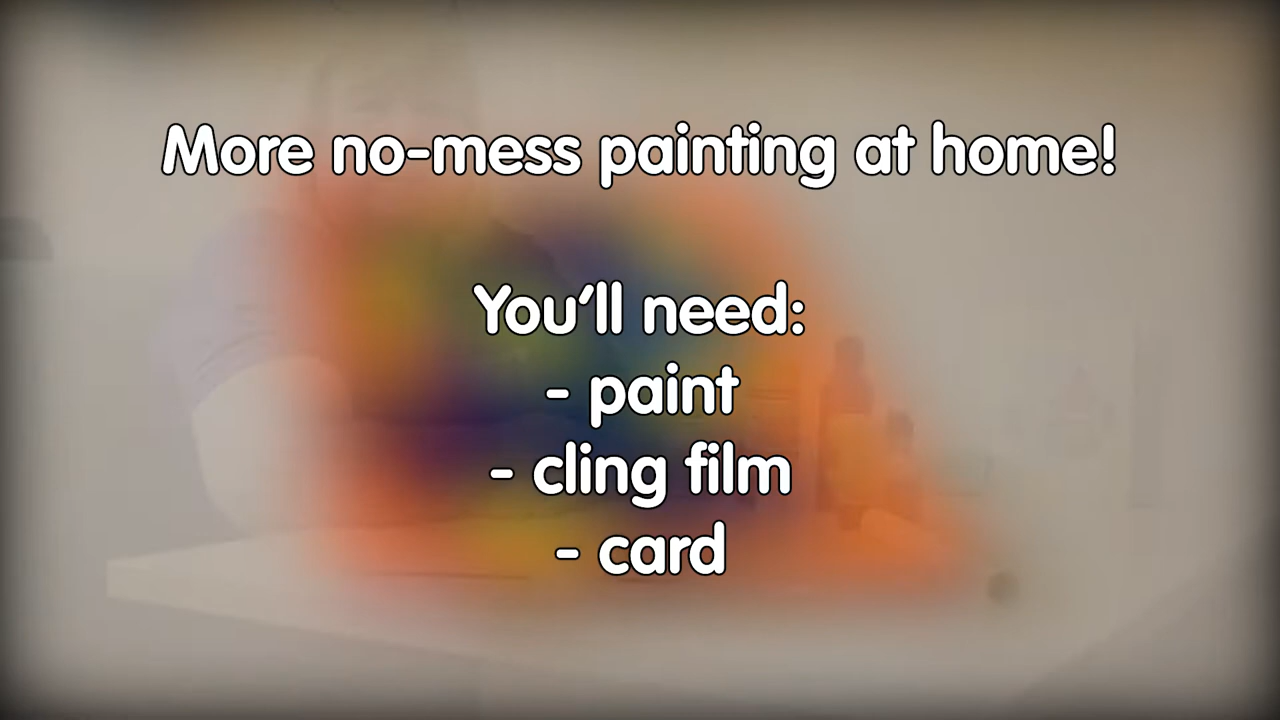 More no-mess painting at home!
You'll need:
- paint
- cling film
- card